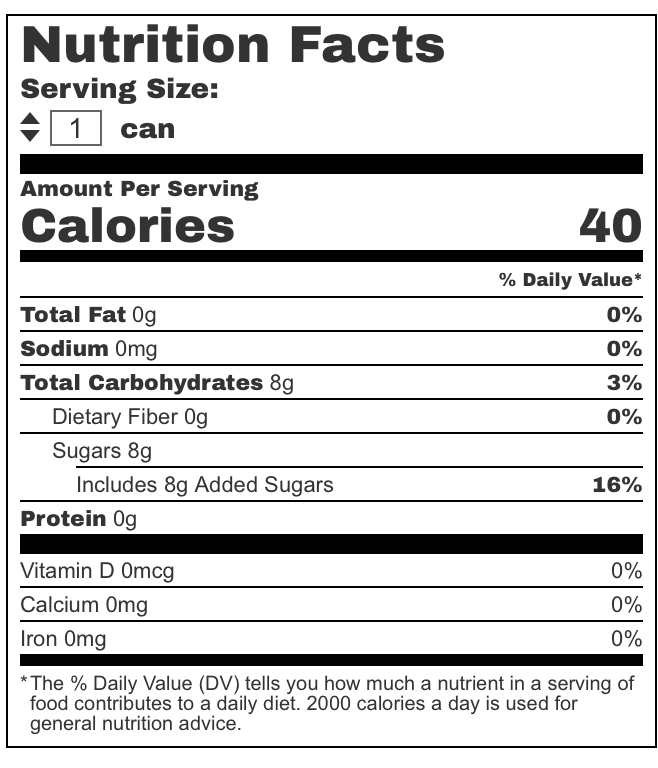 Nutrition Facts
Serving Size:
1 can
Amount Per Serving
Calories 40
% Daily Value*
Total Fat 0g 0%
Sodium 0mg 0%
Total Carbohydrates 8g 3%
Dietary Fiber 0g 0%
Sugars 8g
Includes 8g Added Sugars 16%
Protein 0g
Vitamin D 0mcg 0%
Calcium 0mg 0%
Iron 0mg 0%
*The % Daily Value (DV) tells you how much a nutrient in a serving of
food contributes to a daily diet. 2000 calories a day is used for
general nutrition advice.